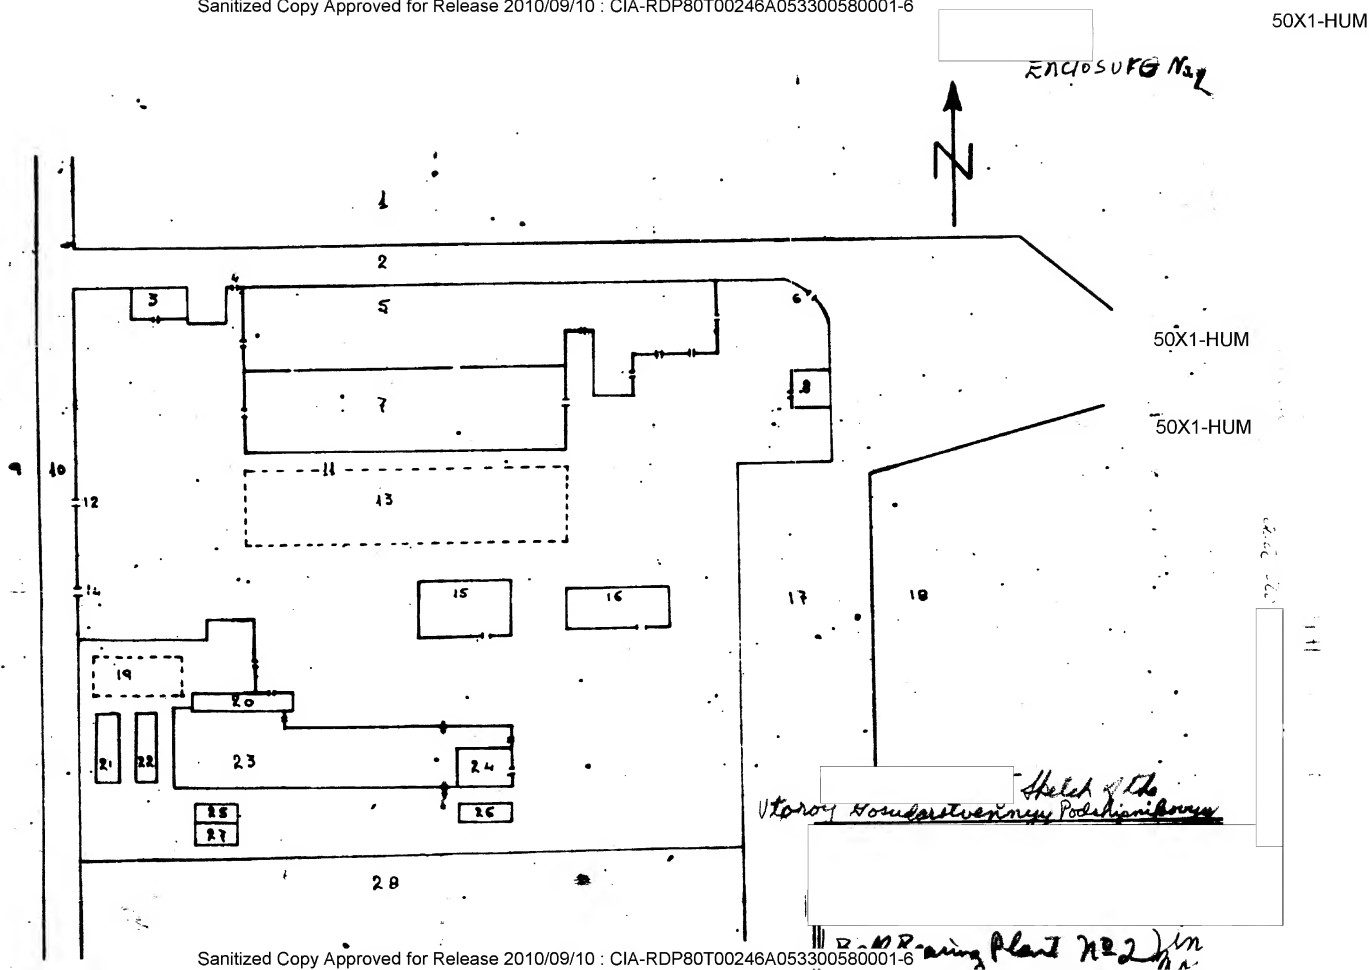 Sanitized Copy Approved for Release 2010/09/10 : CIA-RDP80T00246A053300580001-6
50X1-HUM
ENCLOSURE
N
1
2
4
3
5
6
50X1-HUM
7
8
50X1-HUM
9 10
11
12
13
14
15
16
17
18
19
20
21 22 23
24
25
26
27
28
Sketch of the
Vtoroy Gosudarstvennyy Podshipnikovyy
Plant No 2) in
Sanitized Copy Approved for Release 2010/09/10 : CIA-RDP80T00246A053300580001-6